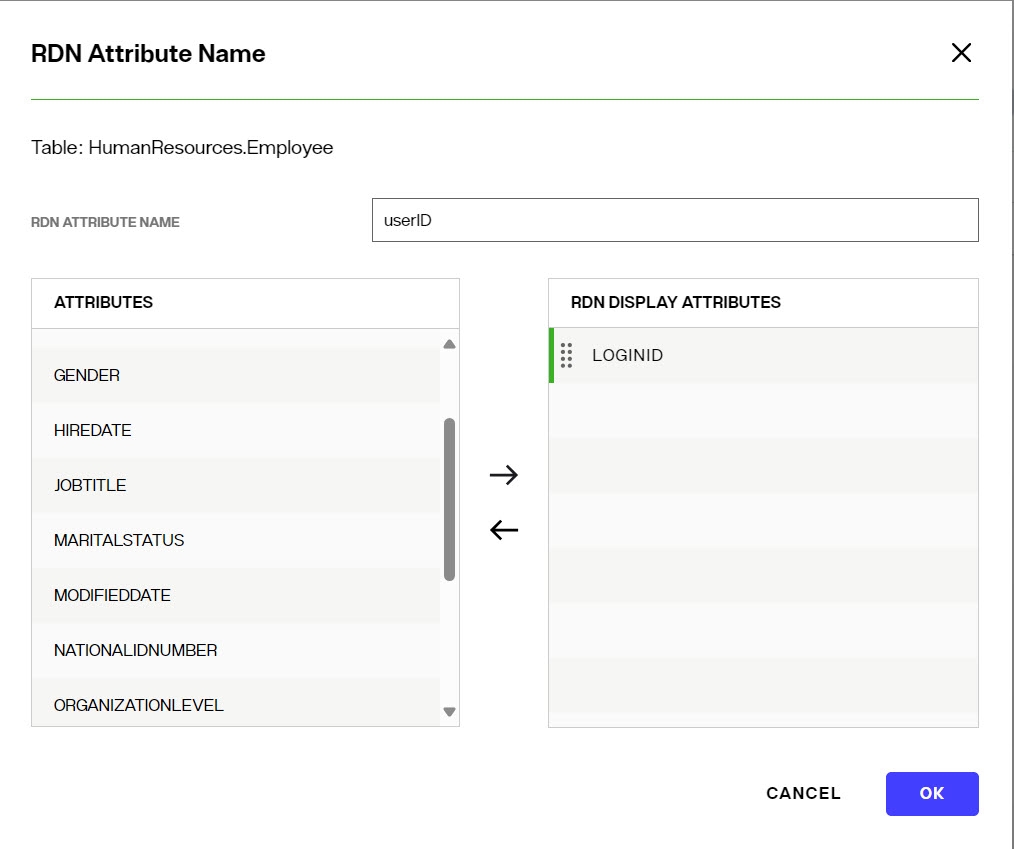 RDN Attribute Name
Table: HumanResources.Employee
RDN ATTRIBUTE NAME
userID
ATTRIBUTES
GENDER
HIREDATE
JOBTITLE
MARITALSTATUS
MODIFIEDDATE
NATIONALIDNUMBER
ORGANIZATIONLEVEL
RDN DISPLAY ATTRIBUTES
LOGINID
CANCEL
OK